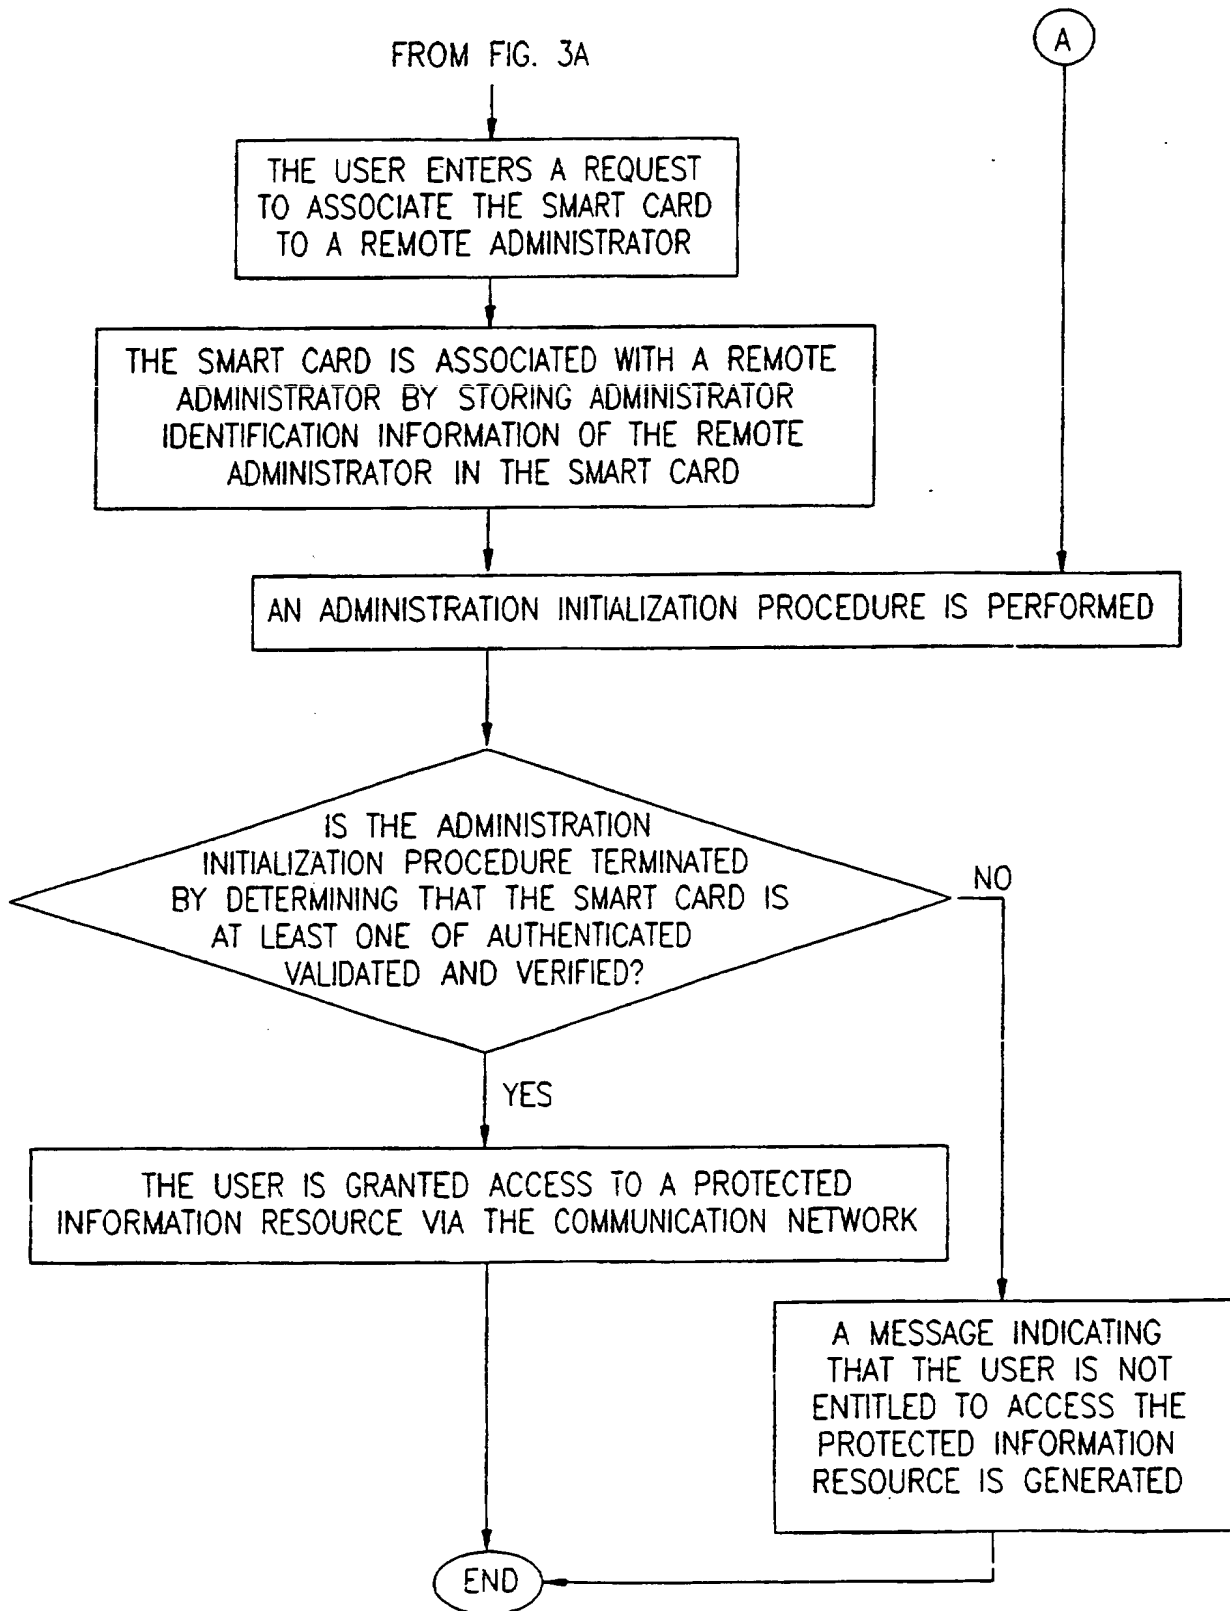 FROM FIG. 3A
A
THE USER ENTERS A REQUEST
TO ASSOCIATE THE SMART CARD
TO A REMOTE ADMINISTRATOR
THE SMART CARD IS ASSOCIATED WITH A REMOTE
ADMINISTRATOR BY STORING ADMINISTRATOR
IDENTIFICATION INFORMATION OF THE REMOTE
ADMINISTRATOR IN THE SMART CARD
AN ADMINISTRATION INITIALIZATION PROCEDURE IS PERFORMED
IS THE ADMINISTRATION
INITIALIZATION PROCEDURE TERMINATED
BY DETERMINING THAT THE SMART CARD IS
AT LEAST ONE OF AUTHENTICATED
VALIDATED AND VERIFIED?
NO
YES
THE USER IS GRANTED ACCESS TO A PROTECTED
INFORMATION RESOURCE VIA THE COMMUNICATION NETWORK
A MESSAGE INDICATING
THAT THE USER IS NOT
ENTITLED TO ACCESS THE
PROTECTED INFORMATION
RESOURCE IS GENERATED
END